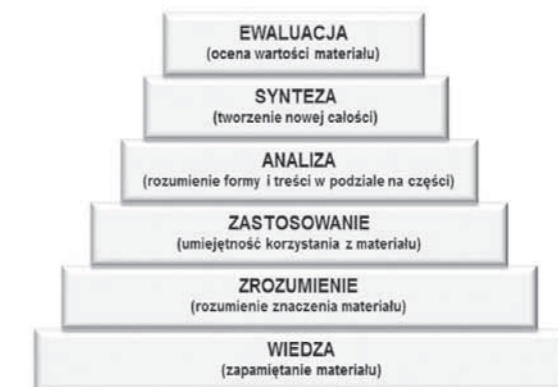 EWALUACJA
(ocena wartości materiału)
SYNTEZA
(tworzenie nowej całości)
ANALIZA
(rozumienie formy i treści w podziale na części)
ZASTOSOWANIE
(umiejętność korzystania z materiału)
ZROZUMIENIE
(rozumienie znaczenia materiału)
WIEDZA
(zapamiętanie materiału)